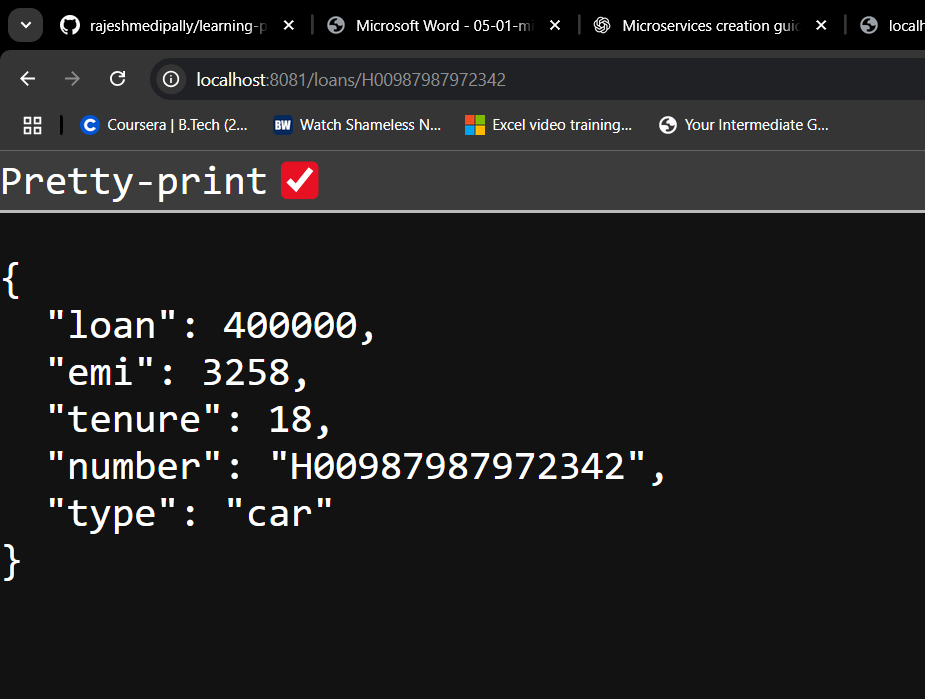 rajeshmedipally/learning-p
Microsoft Word - 05-01-mi
Microservices creation guid
localh
localhost:8081/loans/H00987987972342
Coursera | B.Tech (2...
BW Watch Shameless N...
Excel video training...
Your Intermediate G...
Pretty-print
{
"loan": 400000,
"emi": 3258,
"tenure": 18,
"number": "H00987987972342",
"type": "car"
}